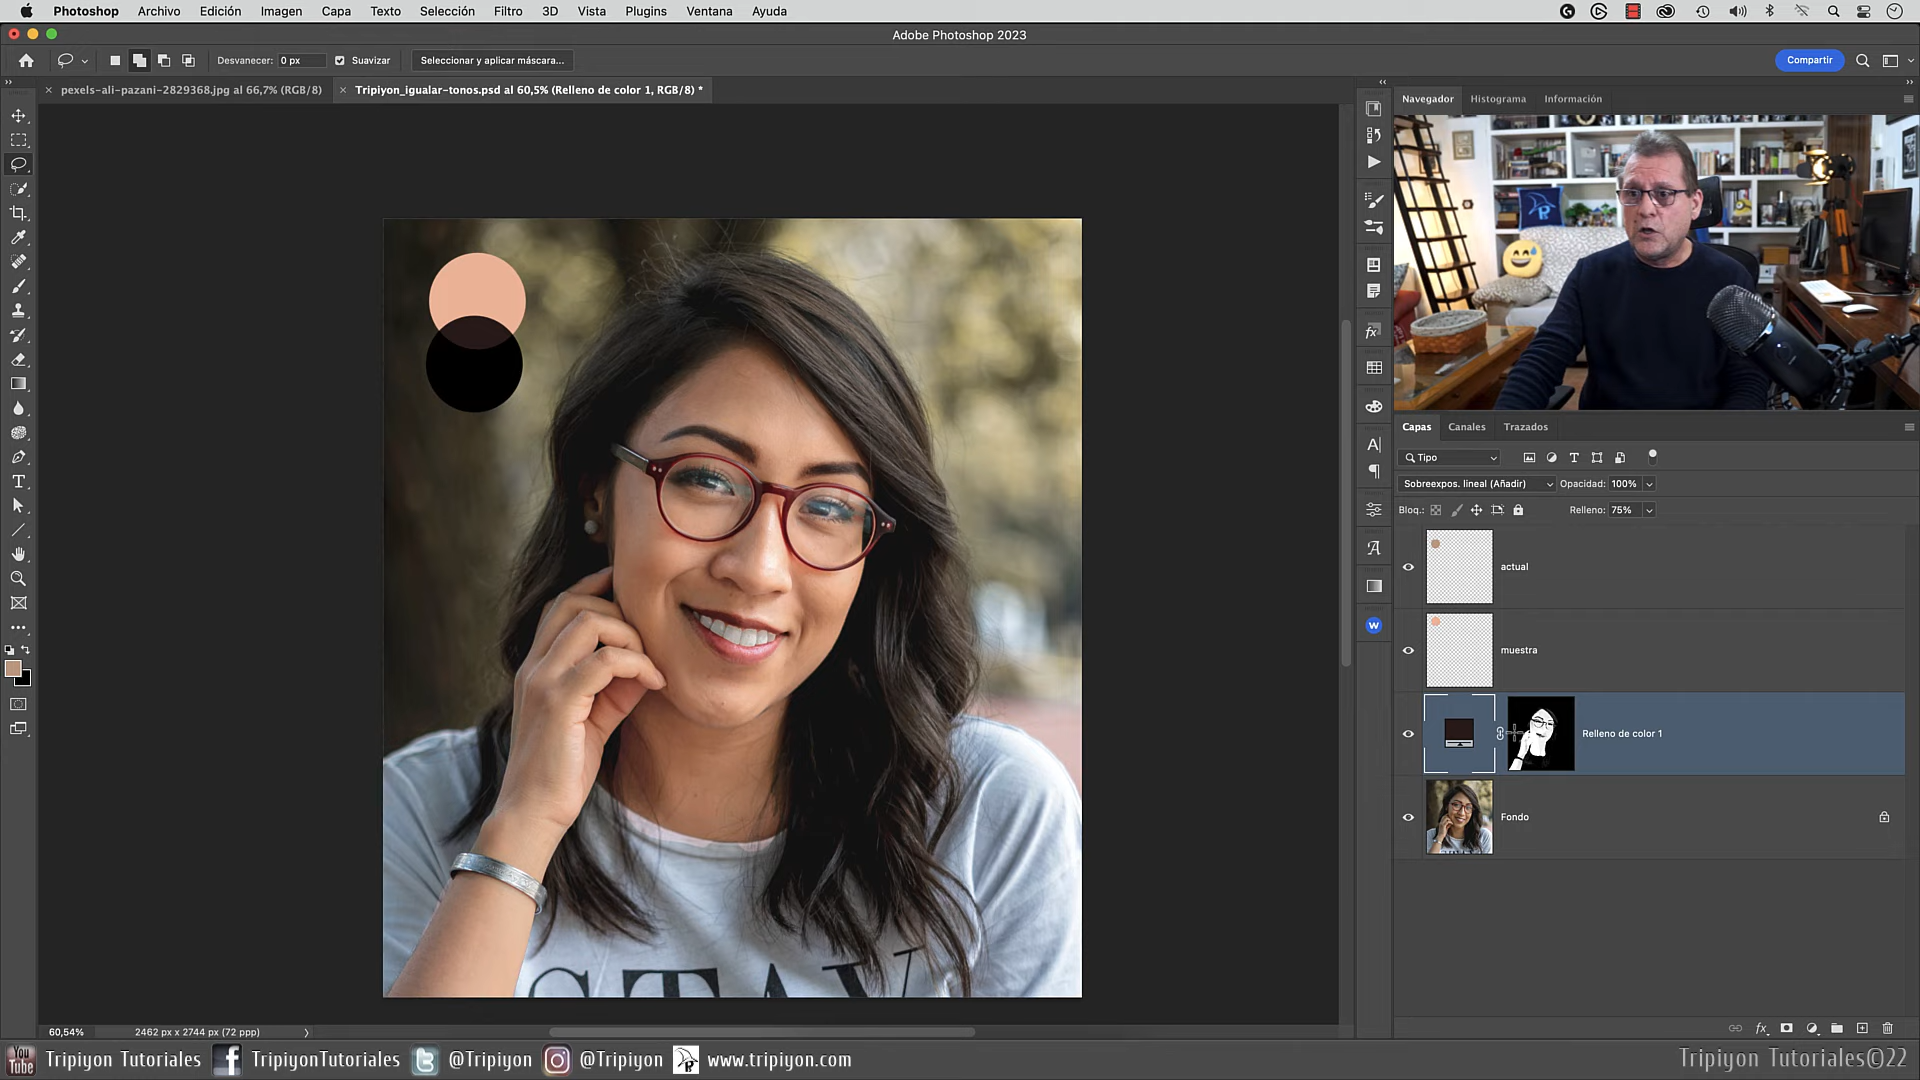 Photoshop Archivo Edición Imagen Capa Texto Selección Filtro 3D Vista Plugins Ventana Ayuda
Adobe Photoshop 2023
Desvanecer: 0 px Suavizar Seleccionar y aplicar máscara... Compartir
pexels-ali-pazani-2829368.jpg al 66,7% (RGB/8) Tripiyon_igualar-tonos.psd al 60,5% (Relleno de color 1, RGB/8) *
Navegador Histograma Información
Capas Canales Trazados
Tipo
Sobreexpos. lineal (Añadir) Opacidad: 100%
Bloq.: Relleno: 75%
actual
muestra
Relleno de color 1
Fondo
STAY
60,54% 2462 px x 2744 px (72 ppp)
You Tube Tripiyon Tutoriales TripiyonTutoriales @Tripiyon @Tripiyon www.tripiyon.com Tripiyon Tutoriales©22